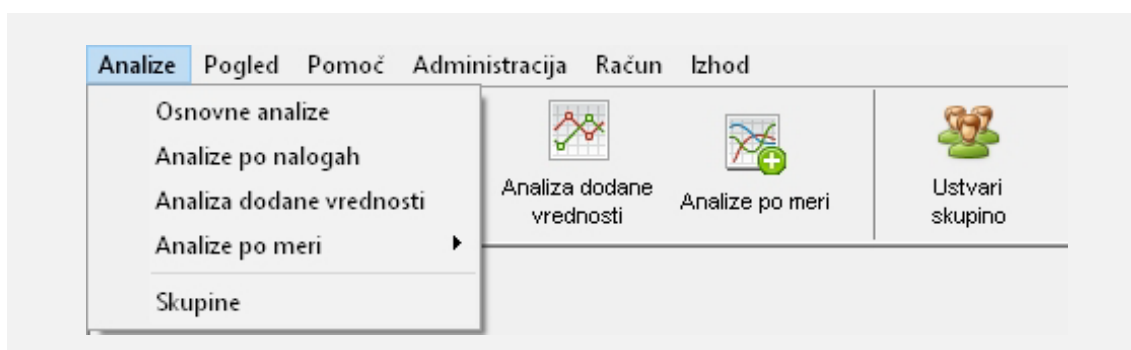 Analize Pogled Pomoč Administracija Račun Izhod
Osnovne analize
Analize po nalogah
Analiza dodane vrednosti
Analize po meri
Skupine
Analiza dodane
vrednosti
Analize po meri
Ustvari
skupino